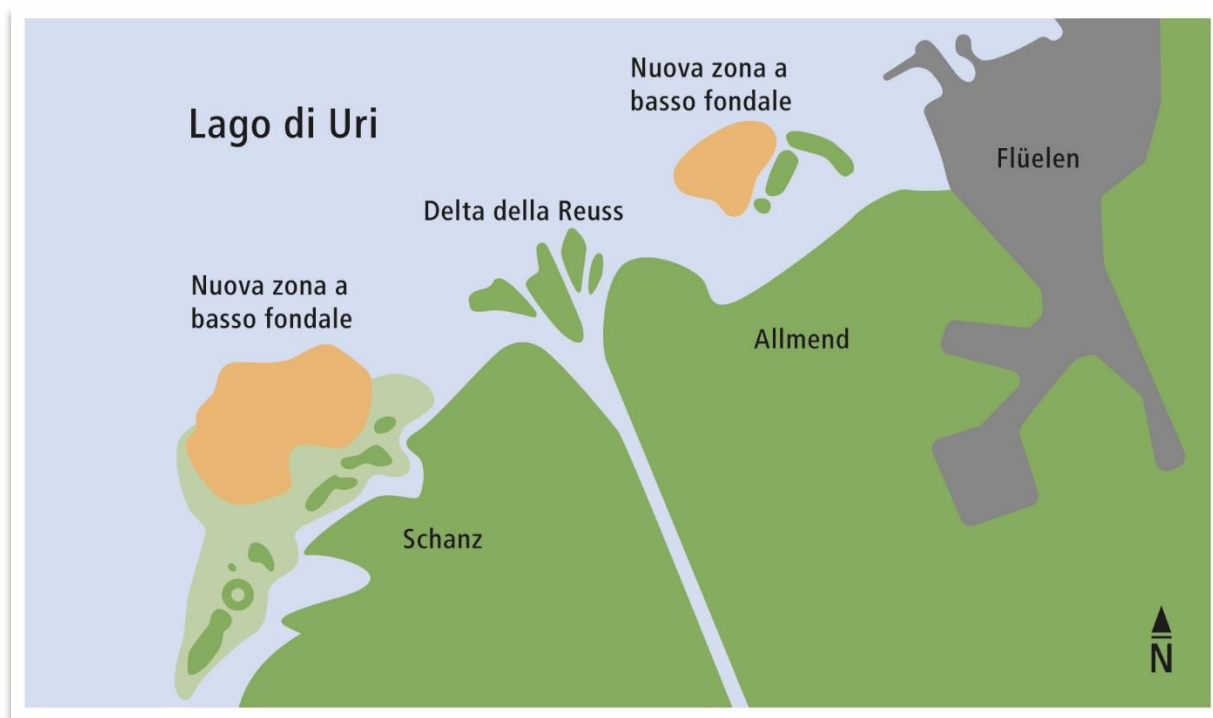 Nuova zona a
basso fondale
Lago di Uri
Flüelen
Delta della Reuss
Nuova zona a
basso fondale
Allmend
Schanz
N